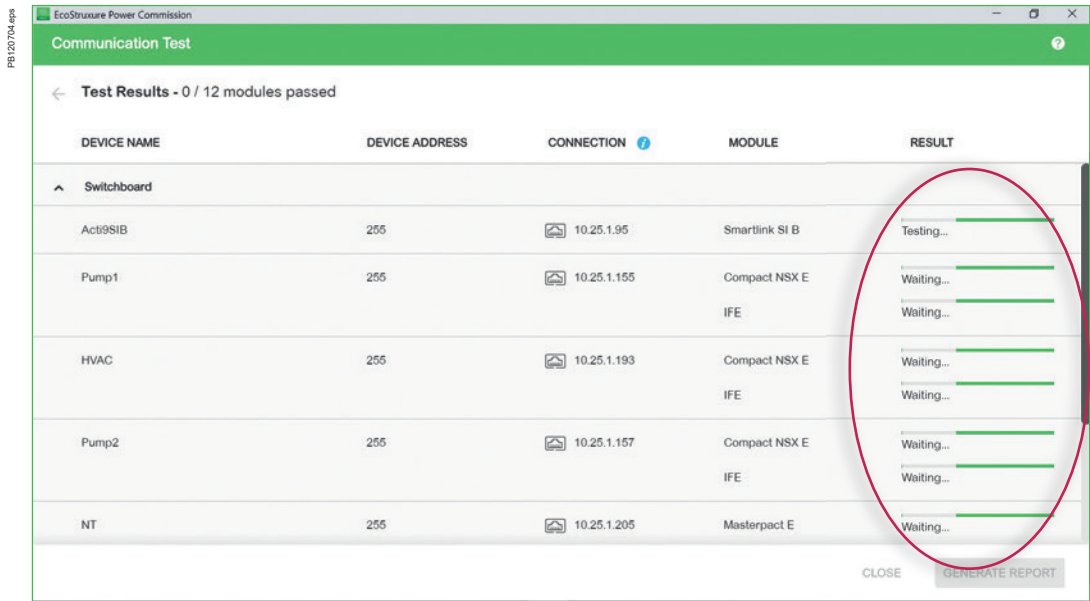 PB120704.eps
EcoStruxure Power Commission
Communication Test
Test Results - 0 / 12 modules passed
DEVICE NAME DEVICE ADDRESS CONNECTION MODULE RESULT
Switchboard
Acti9SIB 255 10.25.1.95 Smartlink SI B Testing...
Pump1 255 10.25.1.155 Compact NSX E Waiting...
IFE Waiting...
HVAC 255 10.25.1.193 Compact NSX E Waiting...
IFE Waiting...
Pump2 255 10.25.1.157 Compact NSX E Waiting...
IFE Waiting...
NT 255 10.25.1.205 Masterpact E Waiting...
CLOSE GENERATE REPORT